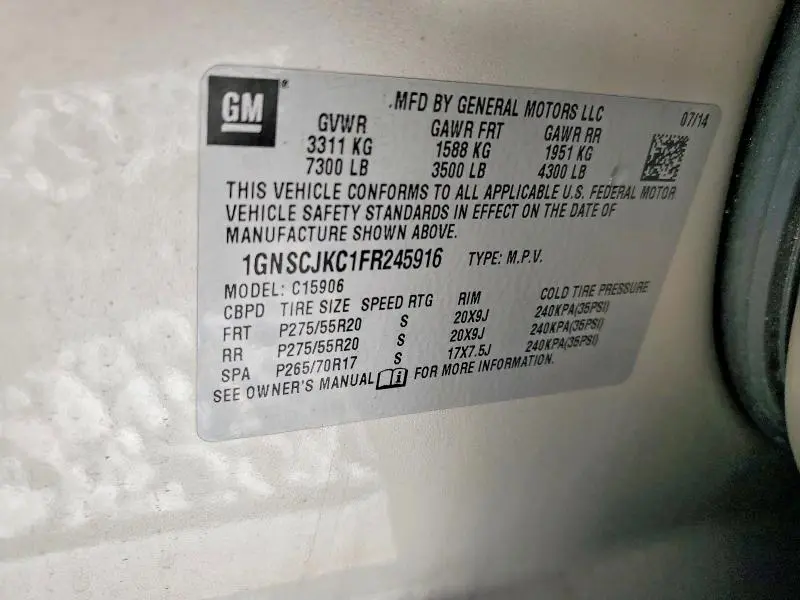 GM
MFD BY GENERAL MOTORS LLC 07/14
GVWR GAWR FRT GAWR RR
3311 KG 1588 KG 1951 KG
7300 LB 3500 LB 4300 LB
THIS VEHICLE CONFORMS TO ALL APPLICABLE U.S. FEDERAL MOTOR
VEHICLE SAFETY STANDARDS IN EFFECT ON THE DATE OF
MANUFACTURE SHOWN ABOVE.
1GNSCJKC1FR245916 TYPE: M.P.V.
MODEL: C15906
CBPD TIRE SIZE SPEED RTG RIM COLD TIRE PRESSURE
FRT P275/55R20 S 20X9J 240KPA(35PSI)
RR P275/55R20 S 20X9J 240KPA(35PSI)
SPA P265/70R17 S 17X7.5J 240KPA(35PSI)
SEE OWNER'S MANUAL FOR MORE INFORMATION.